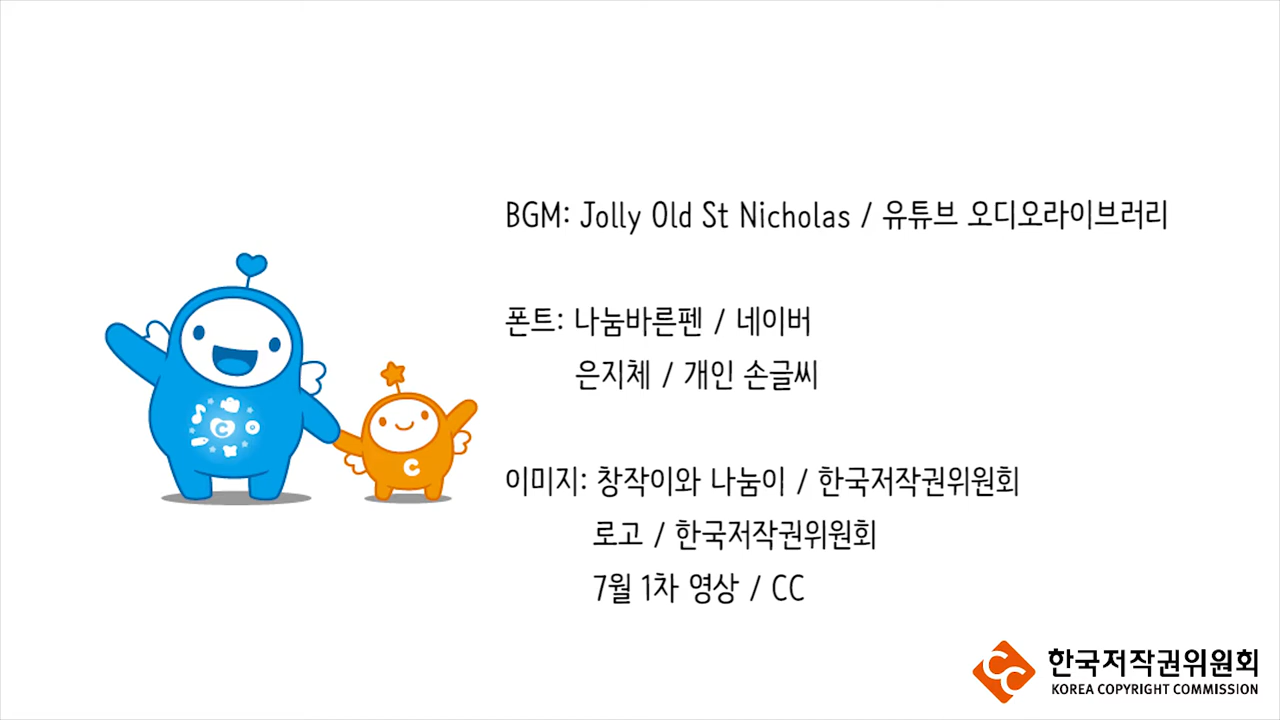 BGM: Jolly Old St Nicholas / 유튜브 오디오라이브러리
폰트: 나눔바른펜 / 네이버
은지체 / 개인 손글씨
이미지: 창작이와 나눔이 / 한국저작권위원회
로고 / 한국저작권위원회
7월 1차 영상 / CC
C
C
CC
한국저작권위원회
KOREA COPYRIGHT COMMISSION